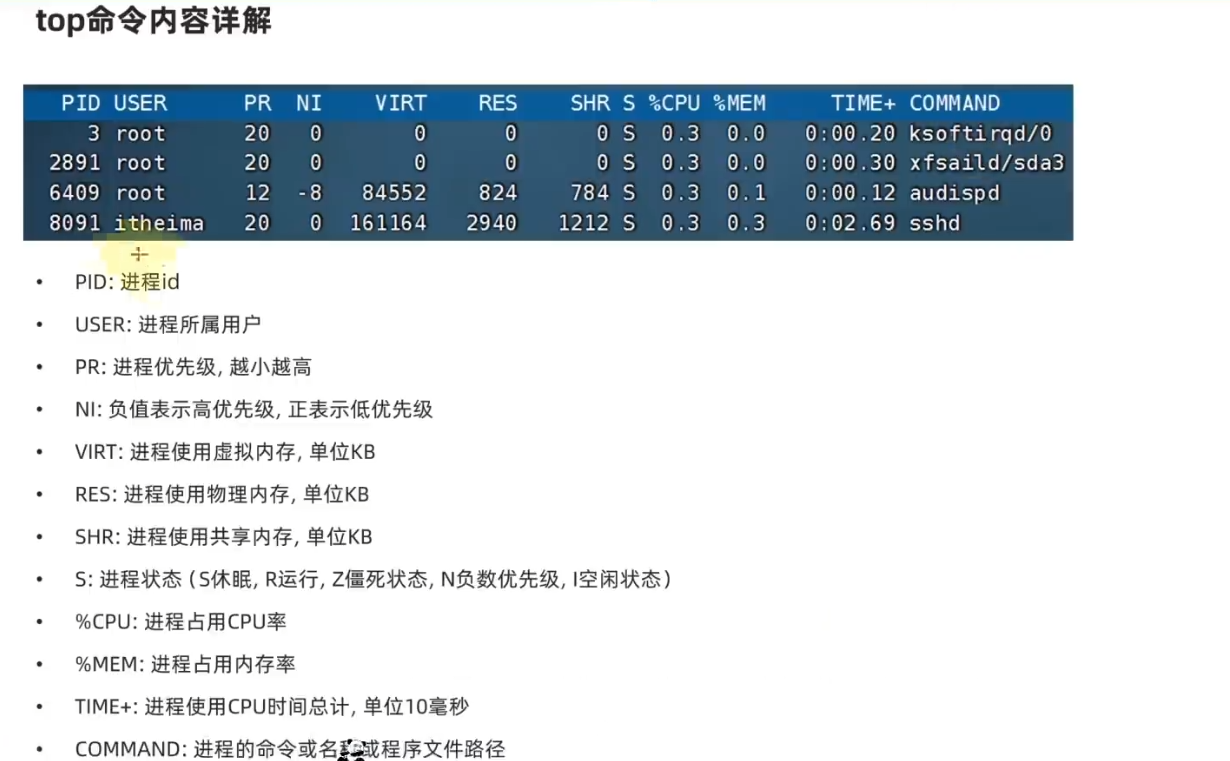 top命令内容详解
PID USER PR NI VIRT RES SHR S %CPU %MEM TIME+ COMMAND
3 root 20 0 0 0 0 S 0.3 0.0 0:00.20 ksoftirqd/0
2891 root 20 0 0 0 0 S 0.3 0.0 0:00.30 xfsaild/sda3
6409 root 12 -8 84552 824 784 S 0.3 0.1 0:00.12 audispd
8091 itheima 20 0 161164 2940 1212 S 0.3 0.3 0:02.69 sshd
• PID: 进程id
• USER: 进程所属用户
• PR: 进程优先级, 越小越高
• NI: 负值表示高优先级, 正表示低优先级
• VIRT: 进程使用虚拟内存, 单位KB
• RES: 进程使用物理内存, 单位KB
• SHR: 进程使用共享内存, 单位KB
• S: 进程状态（S休眠, R运行, Z僵死状态, N负数优先级, I空闲状态）
• %CPU: 进程占用CPU率
• %MEM: 进程占用内存率
• TIME+: 进程使用CPU时间总计, 单位10毫秒
• COMMAND: 进程的命令或名称或程序文件路径